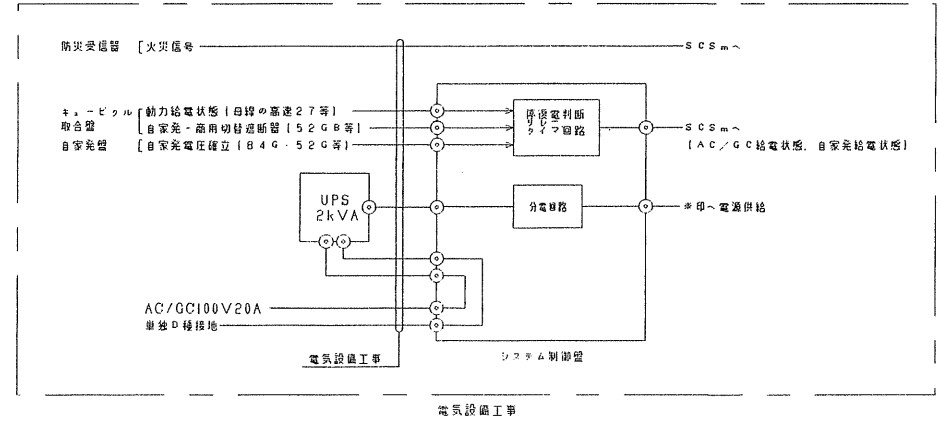 防災受信器 [火災信号
SCSmへ
キュービクル [動力給電状態(母線の高速27等)
取合盤 [自家発-商用切替遮断器(52GB等)
自家発盤 [自家発電圧確立(84G・52G等)
停復電判断
リレー
タイマ回路
SCSmへ
(AC/GC給電状態、自家発給電状態)
UPS
2kVA
分電回路
※印へ電源供給
AC/GC100V20A
単独D種接地
電気設備工事
システム制御盤
電気設備工事